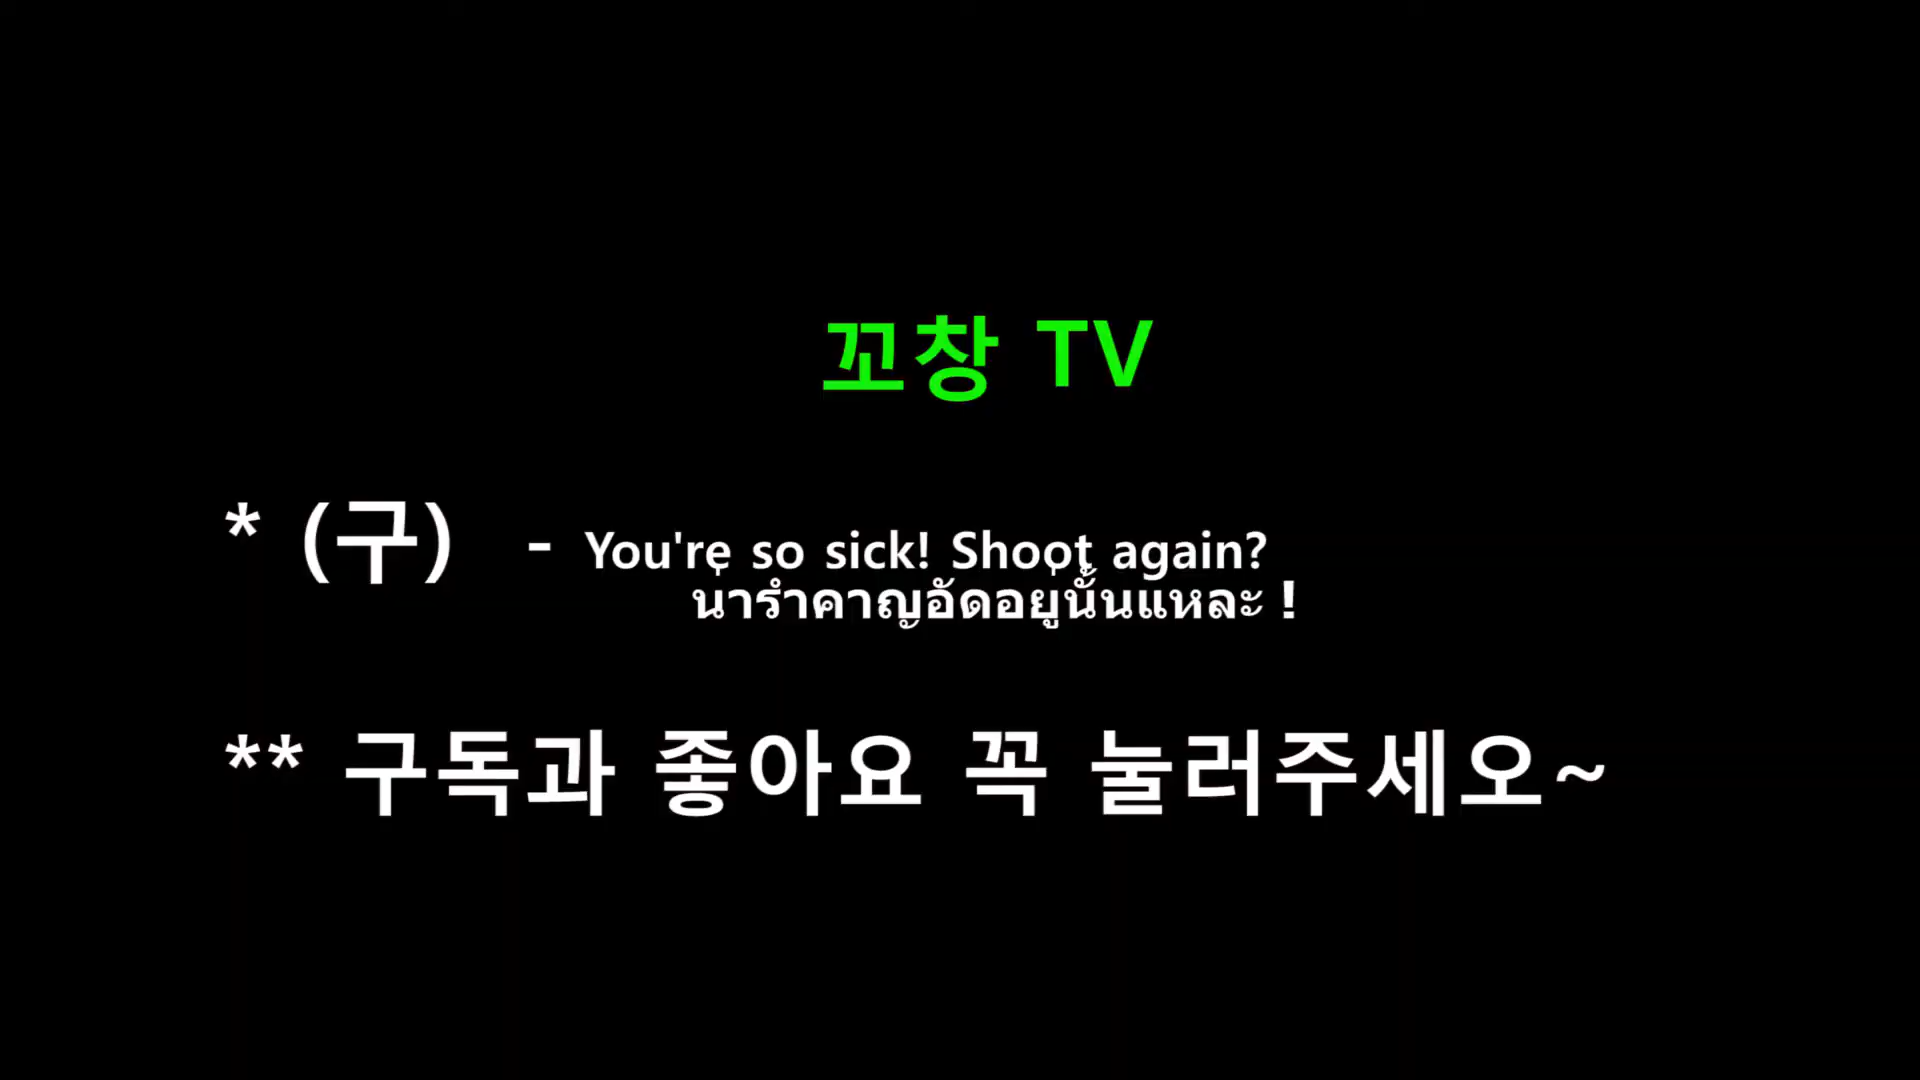 꼬창 TV
* (구) - You're so sick! Shoot again?
น่ารำคาญอัดอยู่นั้นแหละ !
** 구독과 좋아요 꼭 눌러주세오~